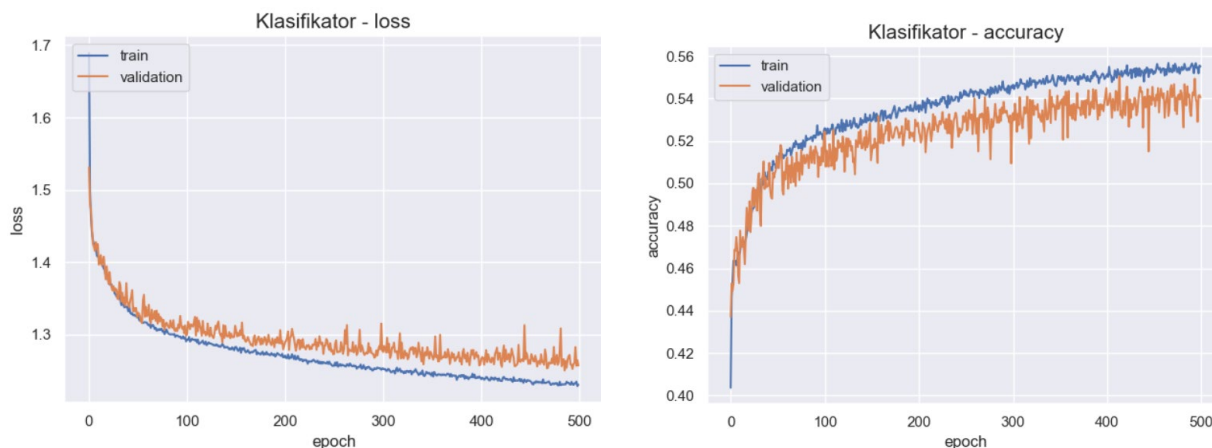 Klasifikator - loss
train
validation
1.7
1.6
1.5
1.4
1.3
loss
0
100
200
300
400
500
epoch
Klasifikator - accuracy
train
validation
0.56
0.54
0.52
0.50
0.48
0.46
0.44
0.42
0.40
accuracy
0
100
200
300
400
500
epoch